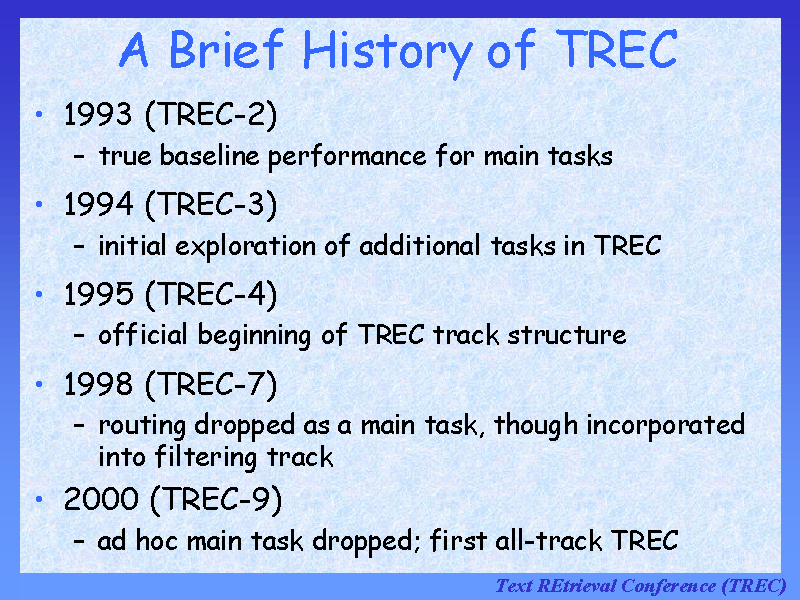 A Brief History of TREC
• 1993 (TREC-2)
– true baseline performance for main tasks
• 1994 (TREC-3)
– initial exploration of additional tasks in TREC
• 1995 (TREC-4)
– official beginning of TREC track structure
• 1998 (TREC-7)
– routing dropped as a main task, though incorporated
into filtering track
• 2000 (TREC-9)
– ad hoc main task dropped; first all-track TREC
Text REtrieval Conference (TREC)